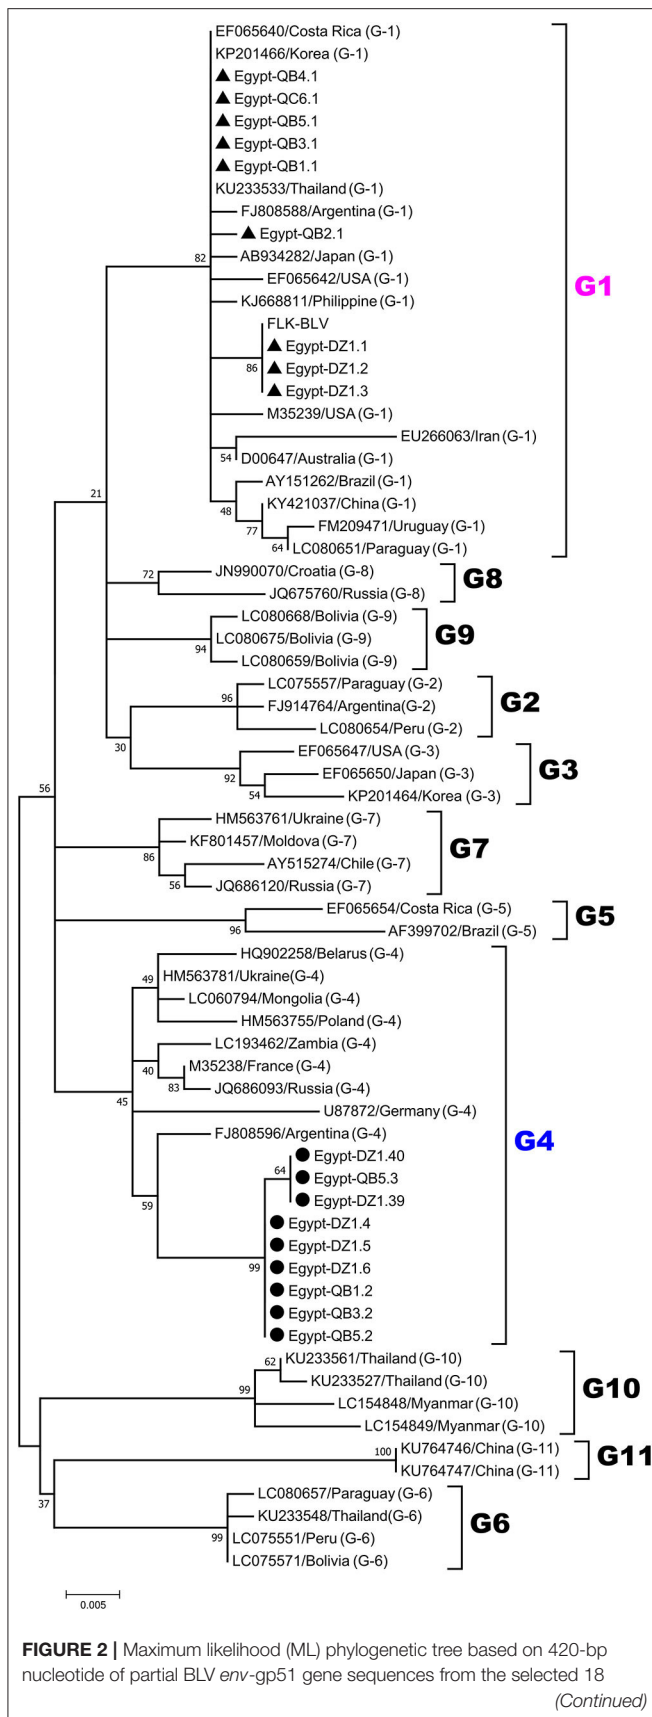 EF065640/Costa Rica (G-1)
KP201466/Korea (G-1)
▲ Egypt-QB4.1
▲ Egypt-QC6.1
▲ Egypt-QB5.1
▲ Egypt-QB3.1
▲ Egypt-QB1.1
KU233533/Thailand (G-1)
FJ808588/Argentina (G-1)
▲ Egypt-QB2.1
82
AB934282/Japan (G-1)
EF065642/USA (G-1)
G1
KJ668811/Philippine (G-1)
FLK-BLV
▲ Egypt-DZ1.1
86
▲ Egypt-DZ1.2
▲ Egypt-DZ1.3
M35239/USA (G-1)
EU266063/Iran (G-1)
54
D00647/Australia (G-1)
AY151262/Brazil (G-1)
21
48
KY421037/China (G-1)
77
FM209471/Uruguay (G-1)
64
LC080651/Paraguay (G-1)
72
JN990070/Croatia (G-8)
G8
JQ675760/Russia (G-8)
LC080668/Bolivia (G-9)
LC080675/Bolivia (G-9)
G9
94
LC080659/Bolivia (G-9)
LC075557/Paraguay (G-2)
96
FJ914764/Argentina(G-2)
G2
LC080654/Peru (G-2)
30
EF065647/USA (G-3)
92
EF065650/Japan (G-3)
G3
56
54
KP201464/Korea (G-3)
HM563761/Ukraine (G-7)
KF801457/Moldova (G-7)
G7
86
AY515274/Chile (G-7)
56
JQ686120/Russia (G-7)
EF065654/Costa Rica (G-5)
G5
96
AF399702/Brazil (G-5)
HQ902258/Belarus (G-4)
49
HM563781/Ukraine(G-4)
LC060794/Mongolia (G-4)
HM563755/Poland (G-4)
LC193462/Zambia (G-4)
40
M35238/France (G-4)
83
JQ686093/Russia (G-4)
45
U87872/Germany (G-4)
FJ808596/Argentina (G-4)
G4
● Egypt-DZ1.40
64
● Egypt-QB5.3
● Egypt-DZ1.39
59
● Egypt-DZ1.4
● Egypt-DZ1.5
99
● Egypt-DZ1.6
● Egypt-QB1.2
● Egypt-QB3.2
● Egypt-QB5.2
62
KU233561/Thailand (G-10)
KU233527/Thailand (G-10)
G10
99
LC154848/Myanmar (G-10)
LC154849/Myanmar (G-10)
100
KU764746/China (G-11)
G11
KU764747/China (G-11)
37
LC080657/Paraguay (G-6)
KU233548/Thailand(G-6)
G6
99
LC075551/Peru (G-6)
LC075571/Bolivia (G-6)
0.005
FIGURE 2 | Maximum likelihood (ML) phylogenetic tree based on 420-bp
nucleotide of partial BLV env-gp51 gene sequences from the selected 18
(Continued)